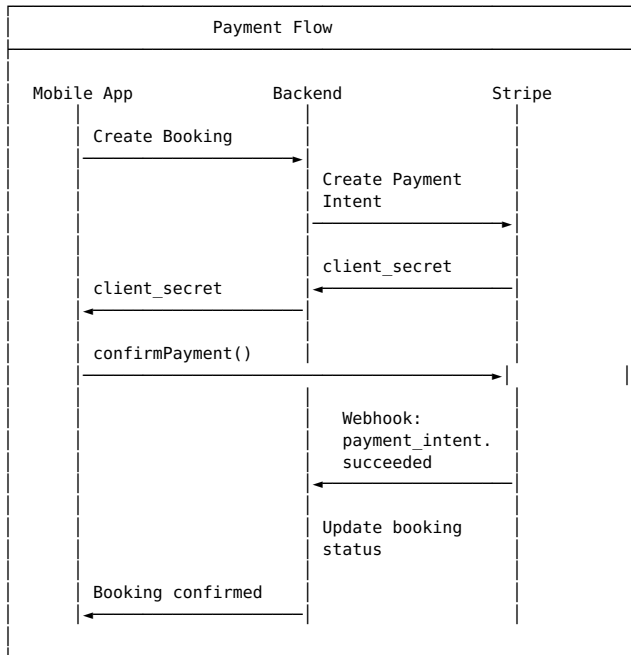 Payment Flow
Mobile App Backend Stripe
Create Booking
Create Payment
Intent
client_secret
client_secret
confirmPayment()
Webhook:
payment_intent.
succeeded
Update booking
status
Booking confirmed